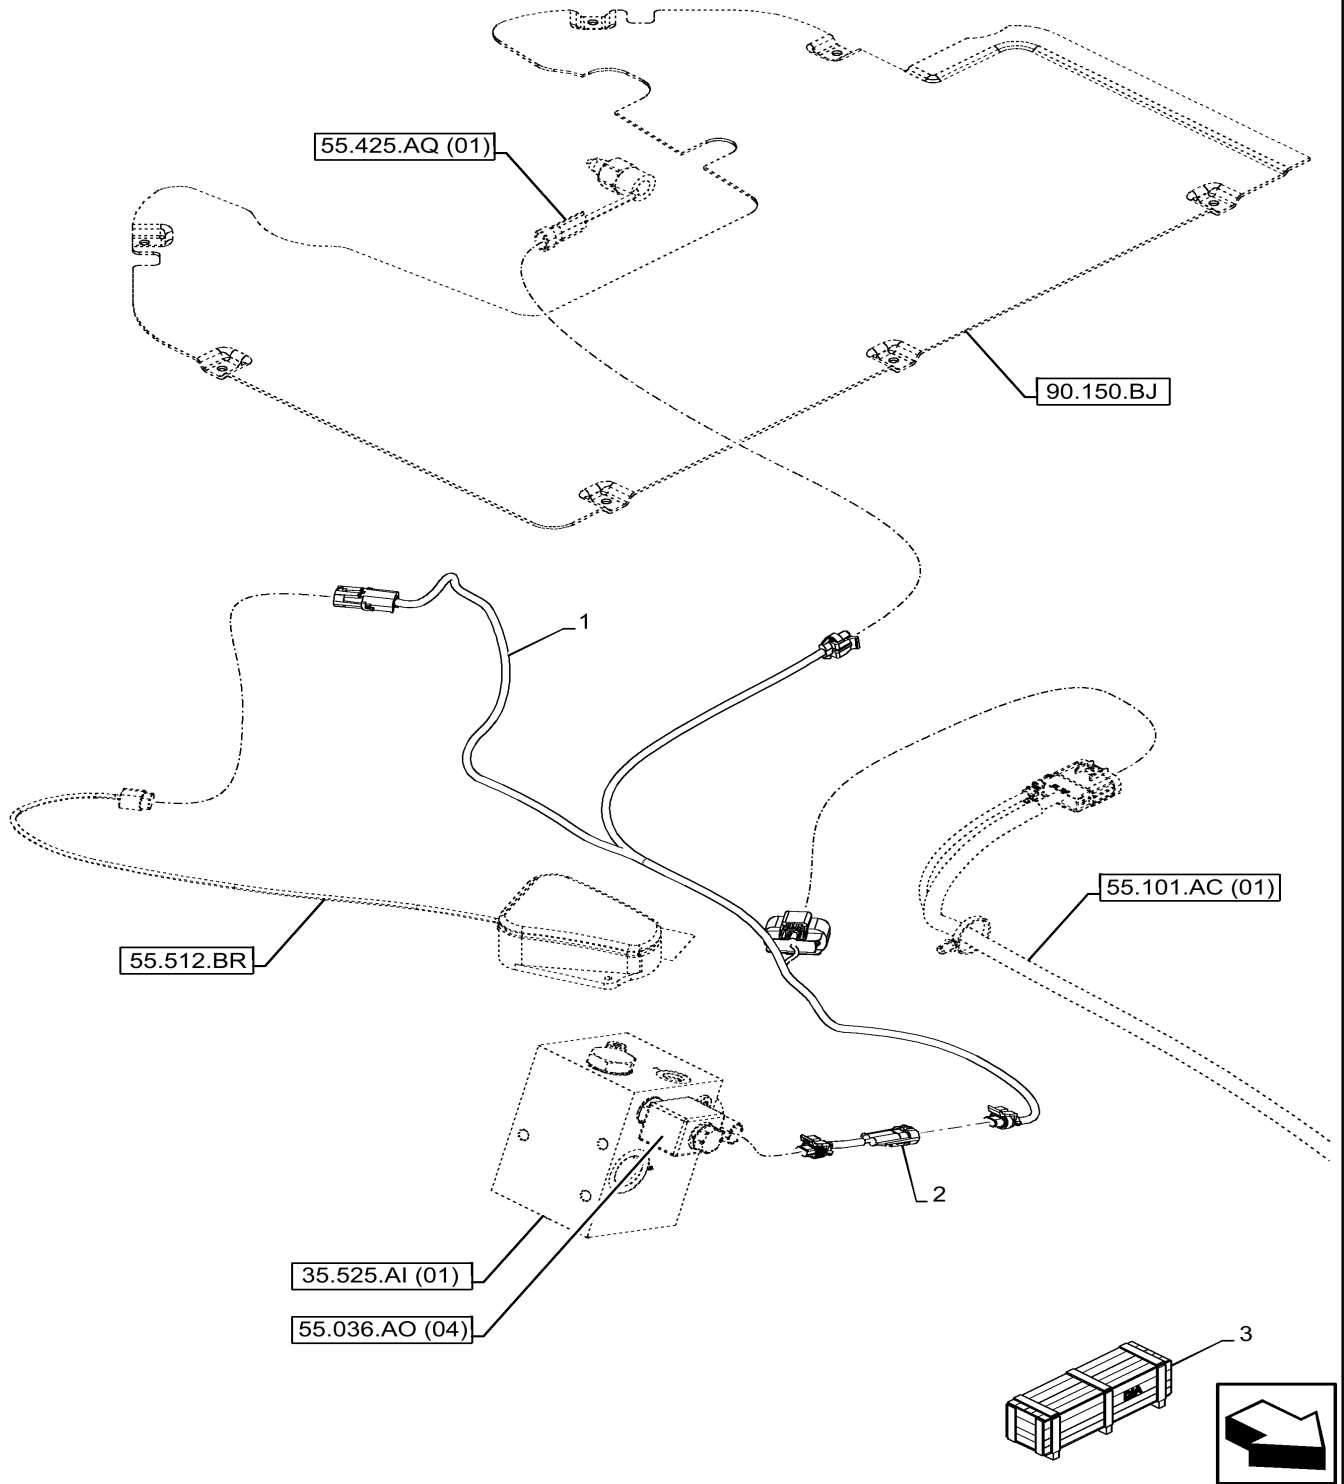 55.425.AQ (01)
90.150.BJ
1
55.101.AC (01)
55.512.BR
2
35.525.AI (01)
55.036.AO (04)
3
DIA